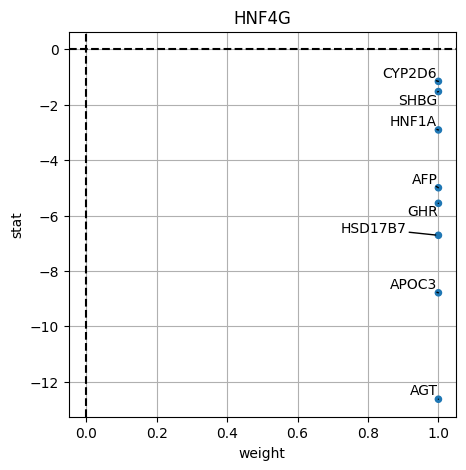 HNF4G
0
CYP2D6
SHBG
−2
HNF1A
−4
AFP
GHR
−6
HSD17B7
−8
APOC3
−10
AGT
−12
stat
0.0 0.2 0.4 0.6 0.8 1.0
weight